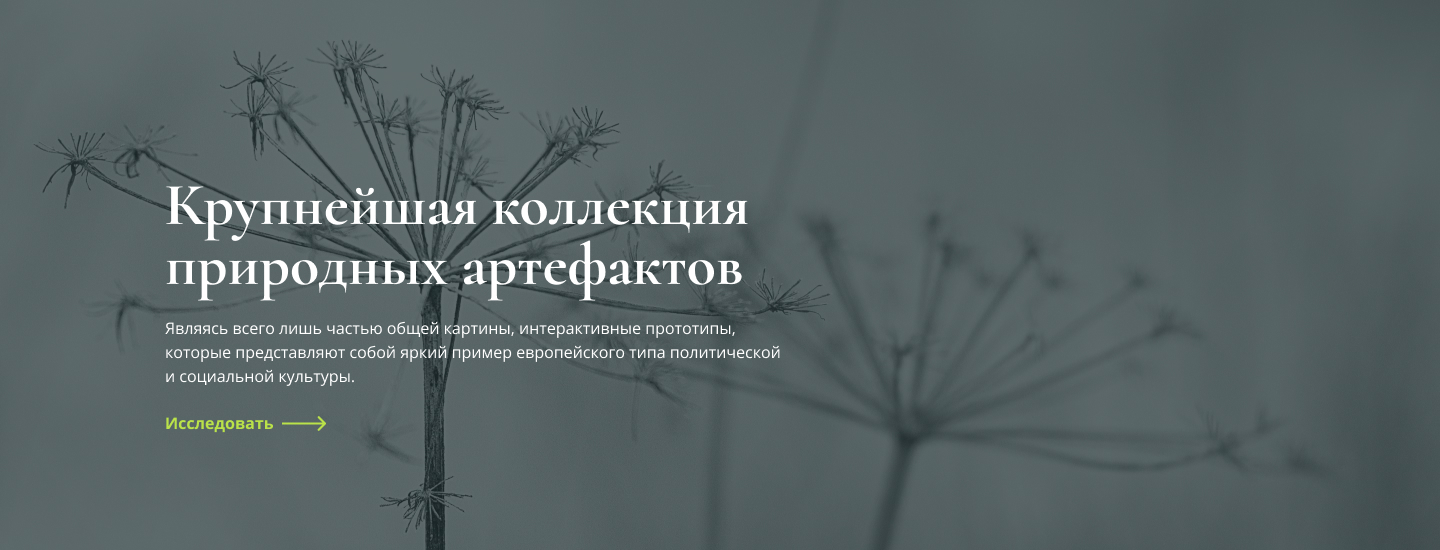 Крупнейшая коллекция
природных артефактов
Являясь всего лишь частью общей картины, интерактивные прототипы,
которые представляют собой яркий пример европейского типа политической
и социальной культуры.
Исследовать